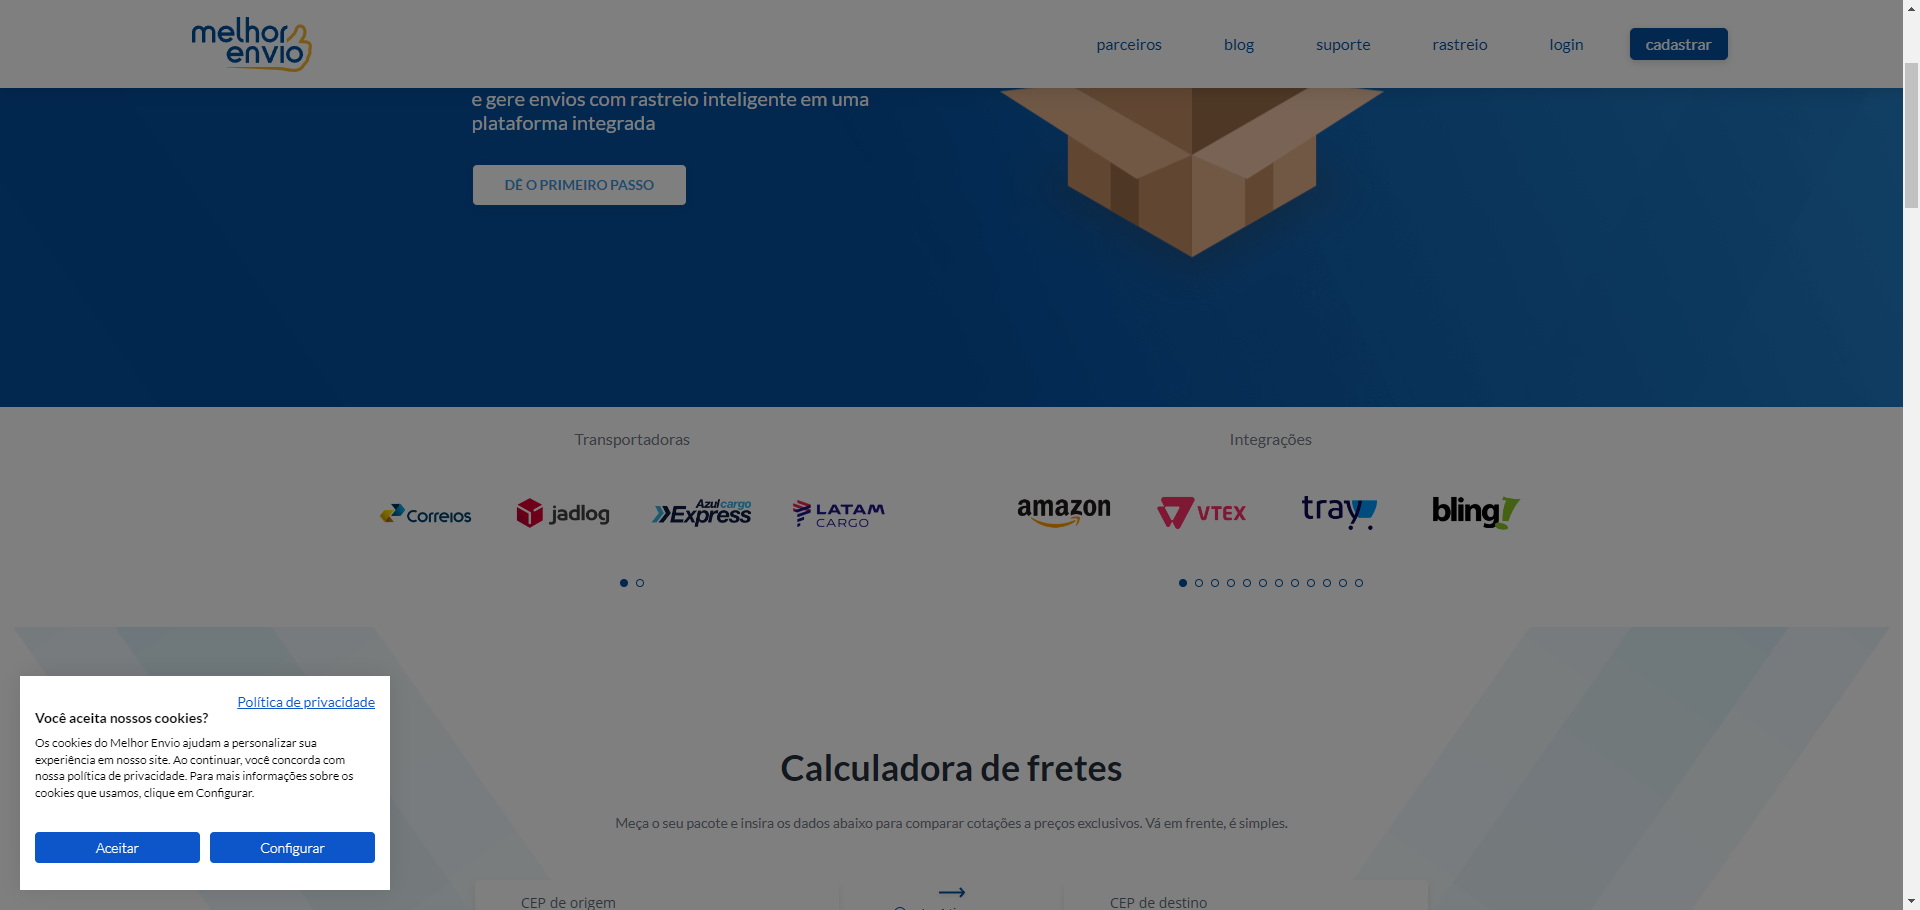 melhor
envio
parceiros
blog
suporte
rastreio
login
cadastrar
e gere envios com rastreio inteligente em uma
plataforma integrada
DÊ O PRIMEIRO PASSO
Transportadoras
Integrações
Correios
jadlog
Azul cargo
Express
LATAM
CARGO
amazon
VTEX
tray
bling!
Política de privacidade
Você aceita nossos cookies?
Os cookies do Melhor Envio ajudam a personalizar sua
experiência em nosso site. Ao continuar, você concorda com
nossa política de privacidade. Para mais informações sobre os
cookies que usamos, clique em Configurar.
Aceitar
Configurar
Calculadora de fretes
Meça o seu pacote e insira os dados abaixo para comparar cotações a preços exclusivos. Vá em frente, é simples.
CEP de origem
CEP de destino